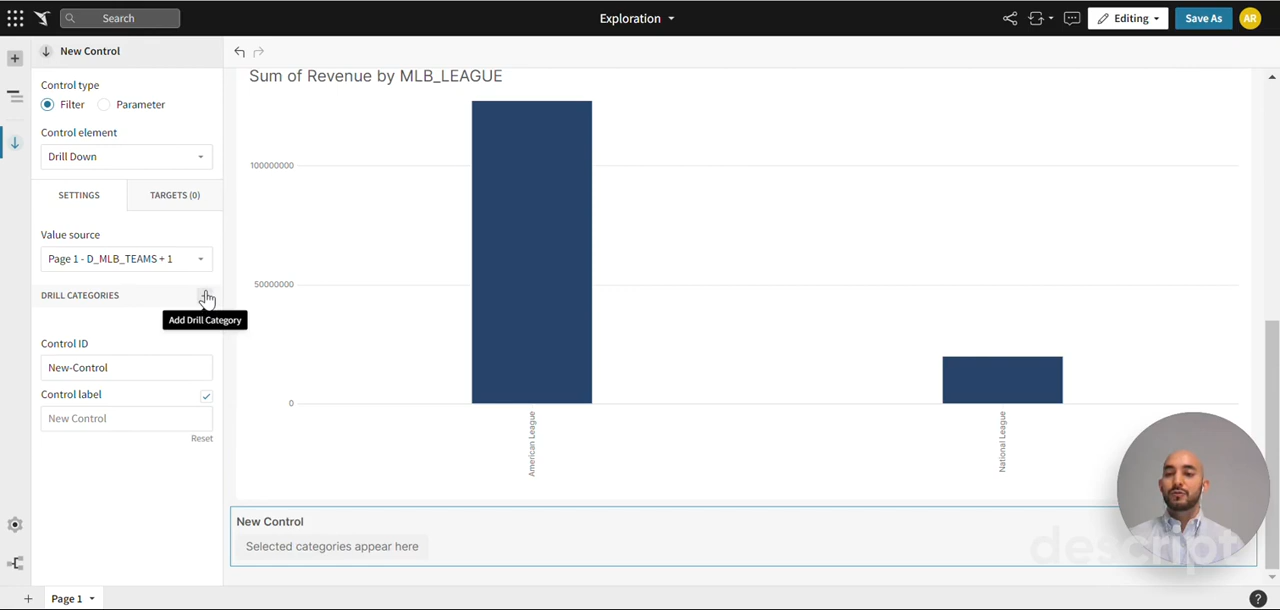 Search
Exploration
Editing
Save As
AR
New Control
Control type
Filter
Parameter
Control element
Drill Down
SETTINGS
TARGETS (0)
Value source
Page 1 - D_MLB_TEAMS + 1
DRILL CATEGORIES
Add Drill Category
Control ID
New-Control
Control label
New Control
Reset
Sum of Revenue by MLB_LEAGUE
100000000
50000000
0
American League
National League
New Control
Selected categories appear here
descript
Page 1